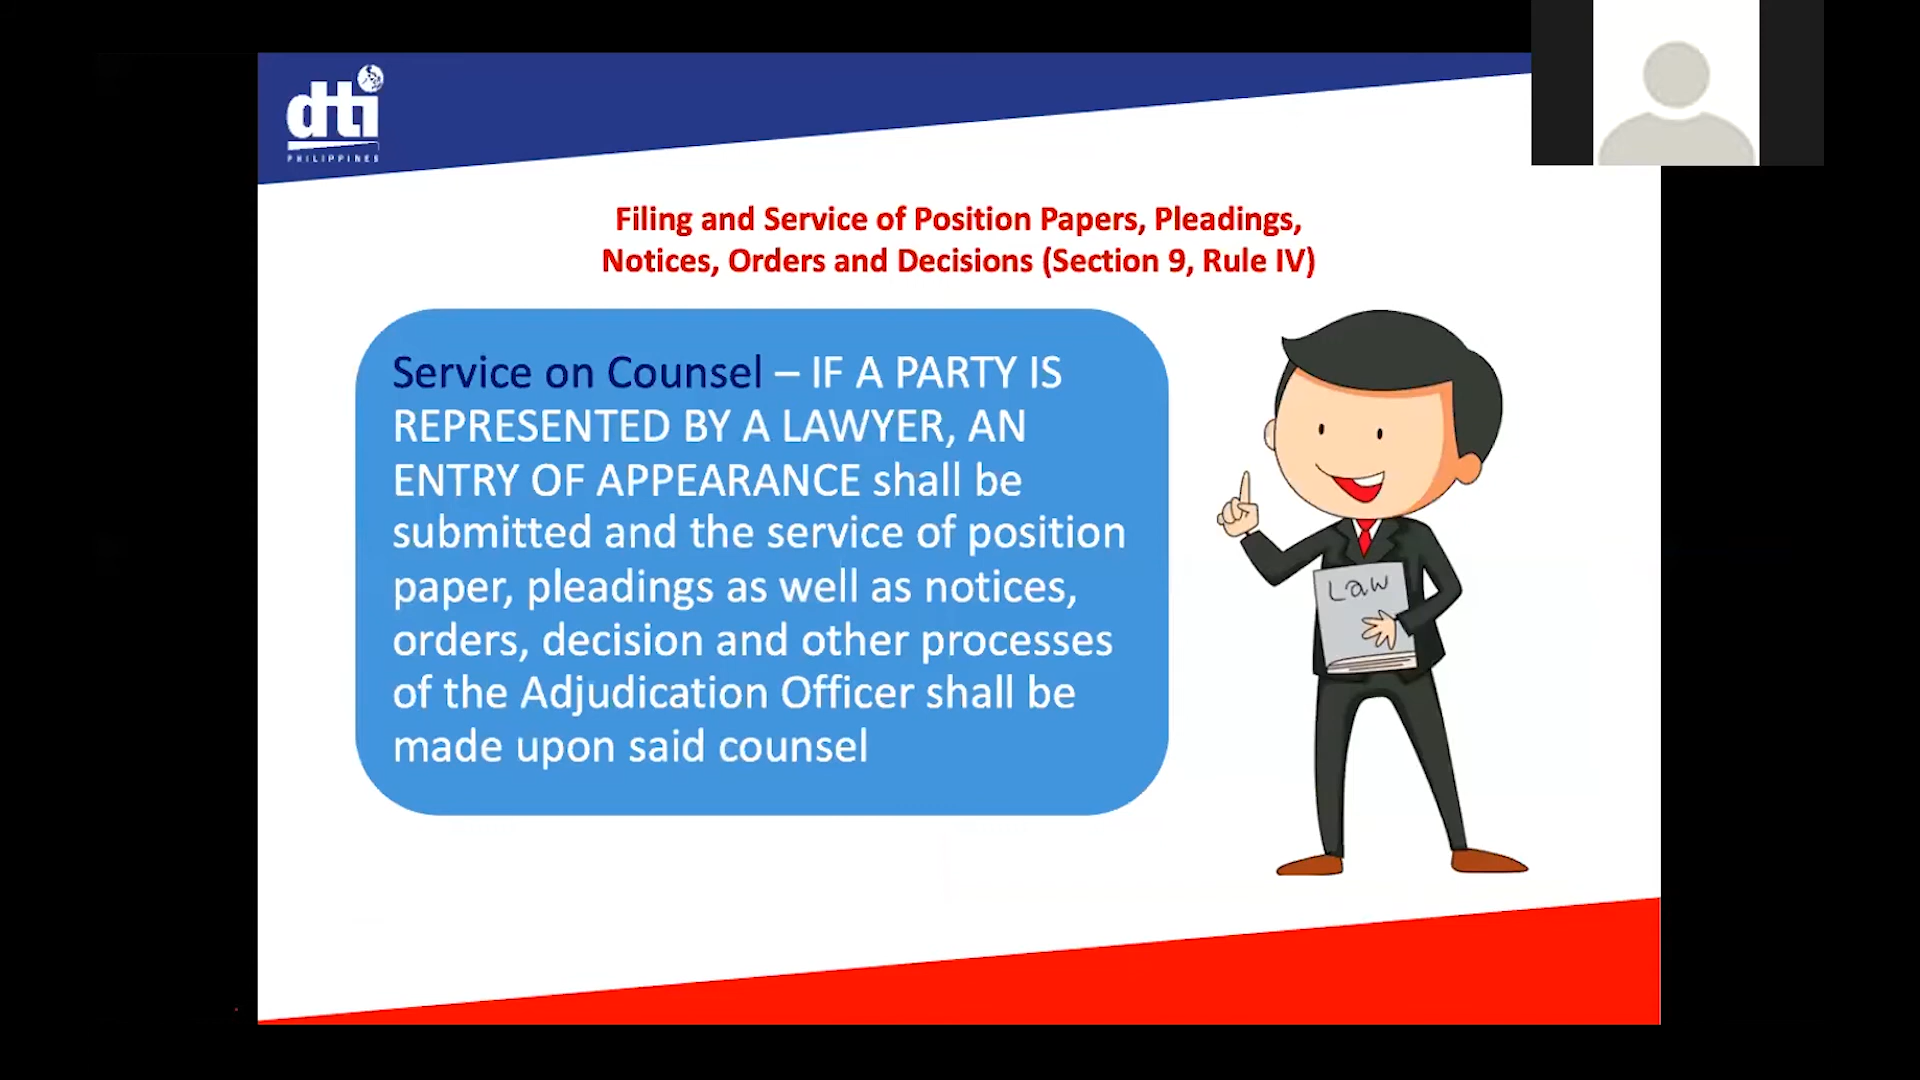 dti
PHILIPPINES
Filing and Service of Position Papers, Pleadings,
Notices, Orders and Decisions (Section 9, Rule IV)
Service on Counsel – IF A PARTY IS
REPRESENTED BY A LAWYER, AN
ENTRY OF APPEARANCE shall be
submitted and the service of position
paper, pleadings as well as notices,
orders, decision and other processes
of the Adjudication Officer shall be
made upon said counsel
Law